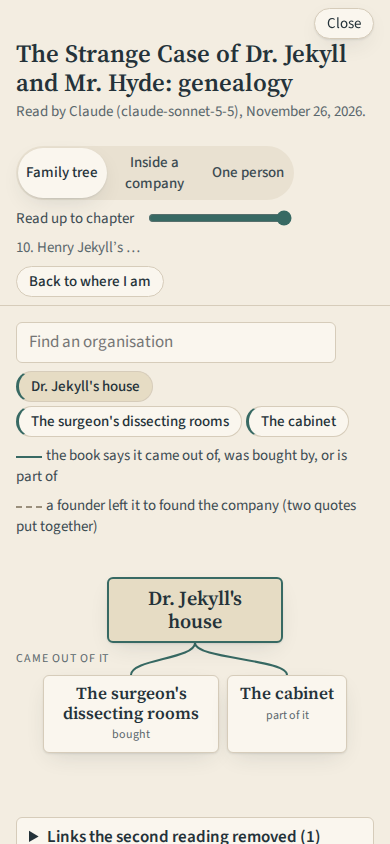 Close
The Strange Case of Dr. Jekyll
and Mr. Hyde: genealogy
Read by Claude (claude-sonnet-5-5), November 26, 2026.
Family tree
Inside a
company
One person
Read up to chapter
10. Henry Jekyll’s …
Back to where I am
Find an organisation
Dr. Jekyll's house
The surgeon's dissecting rooms
The cabinet
the book says it came out of, was bought by, or is
part of
a founder left it to found the company (two quotes
put together)
Dr. Jekyll's
house
CAME OUT OF IT
The surgeon's
dissecting rooms
bought
The cabinet
part of it
Links the second reading removed (1)